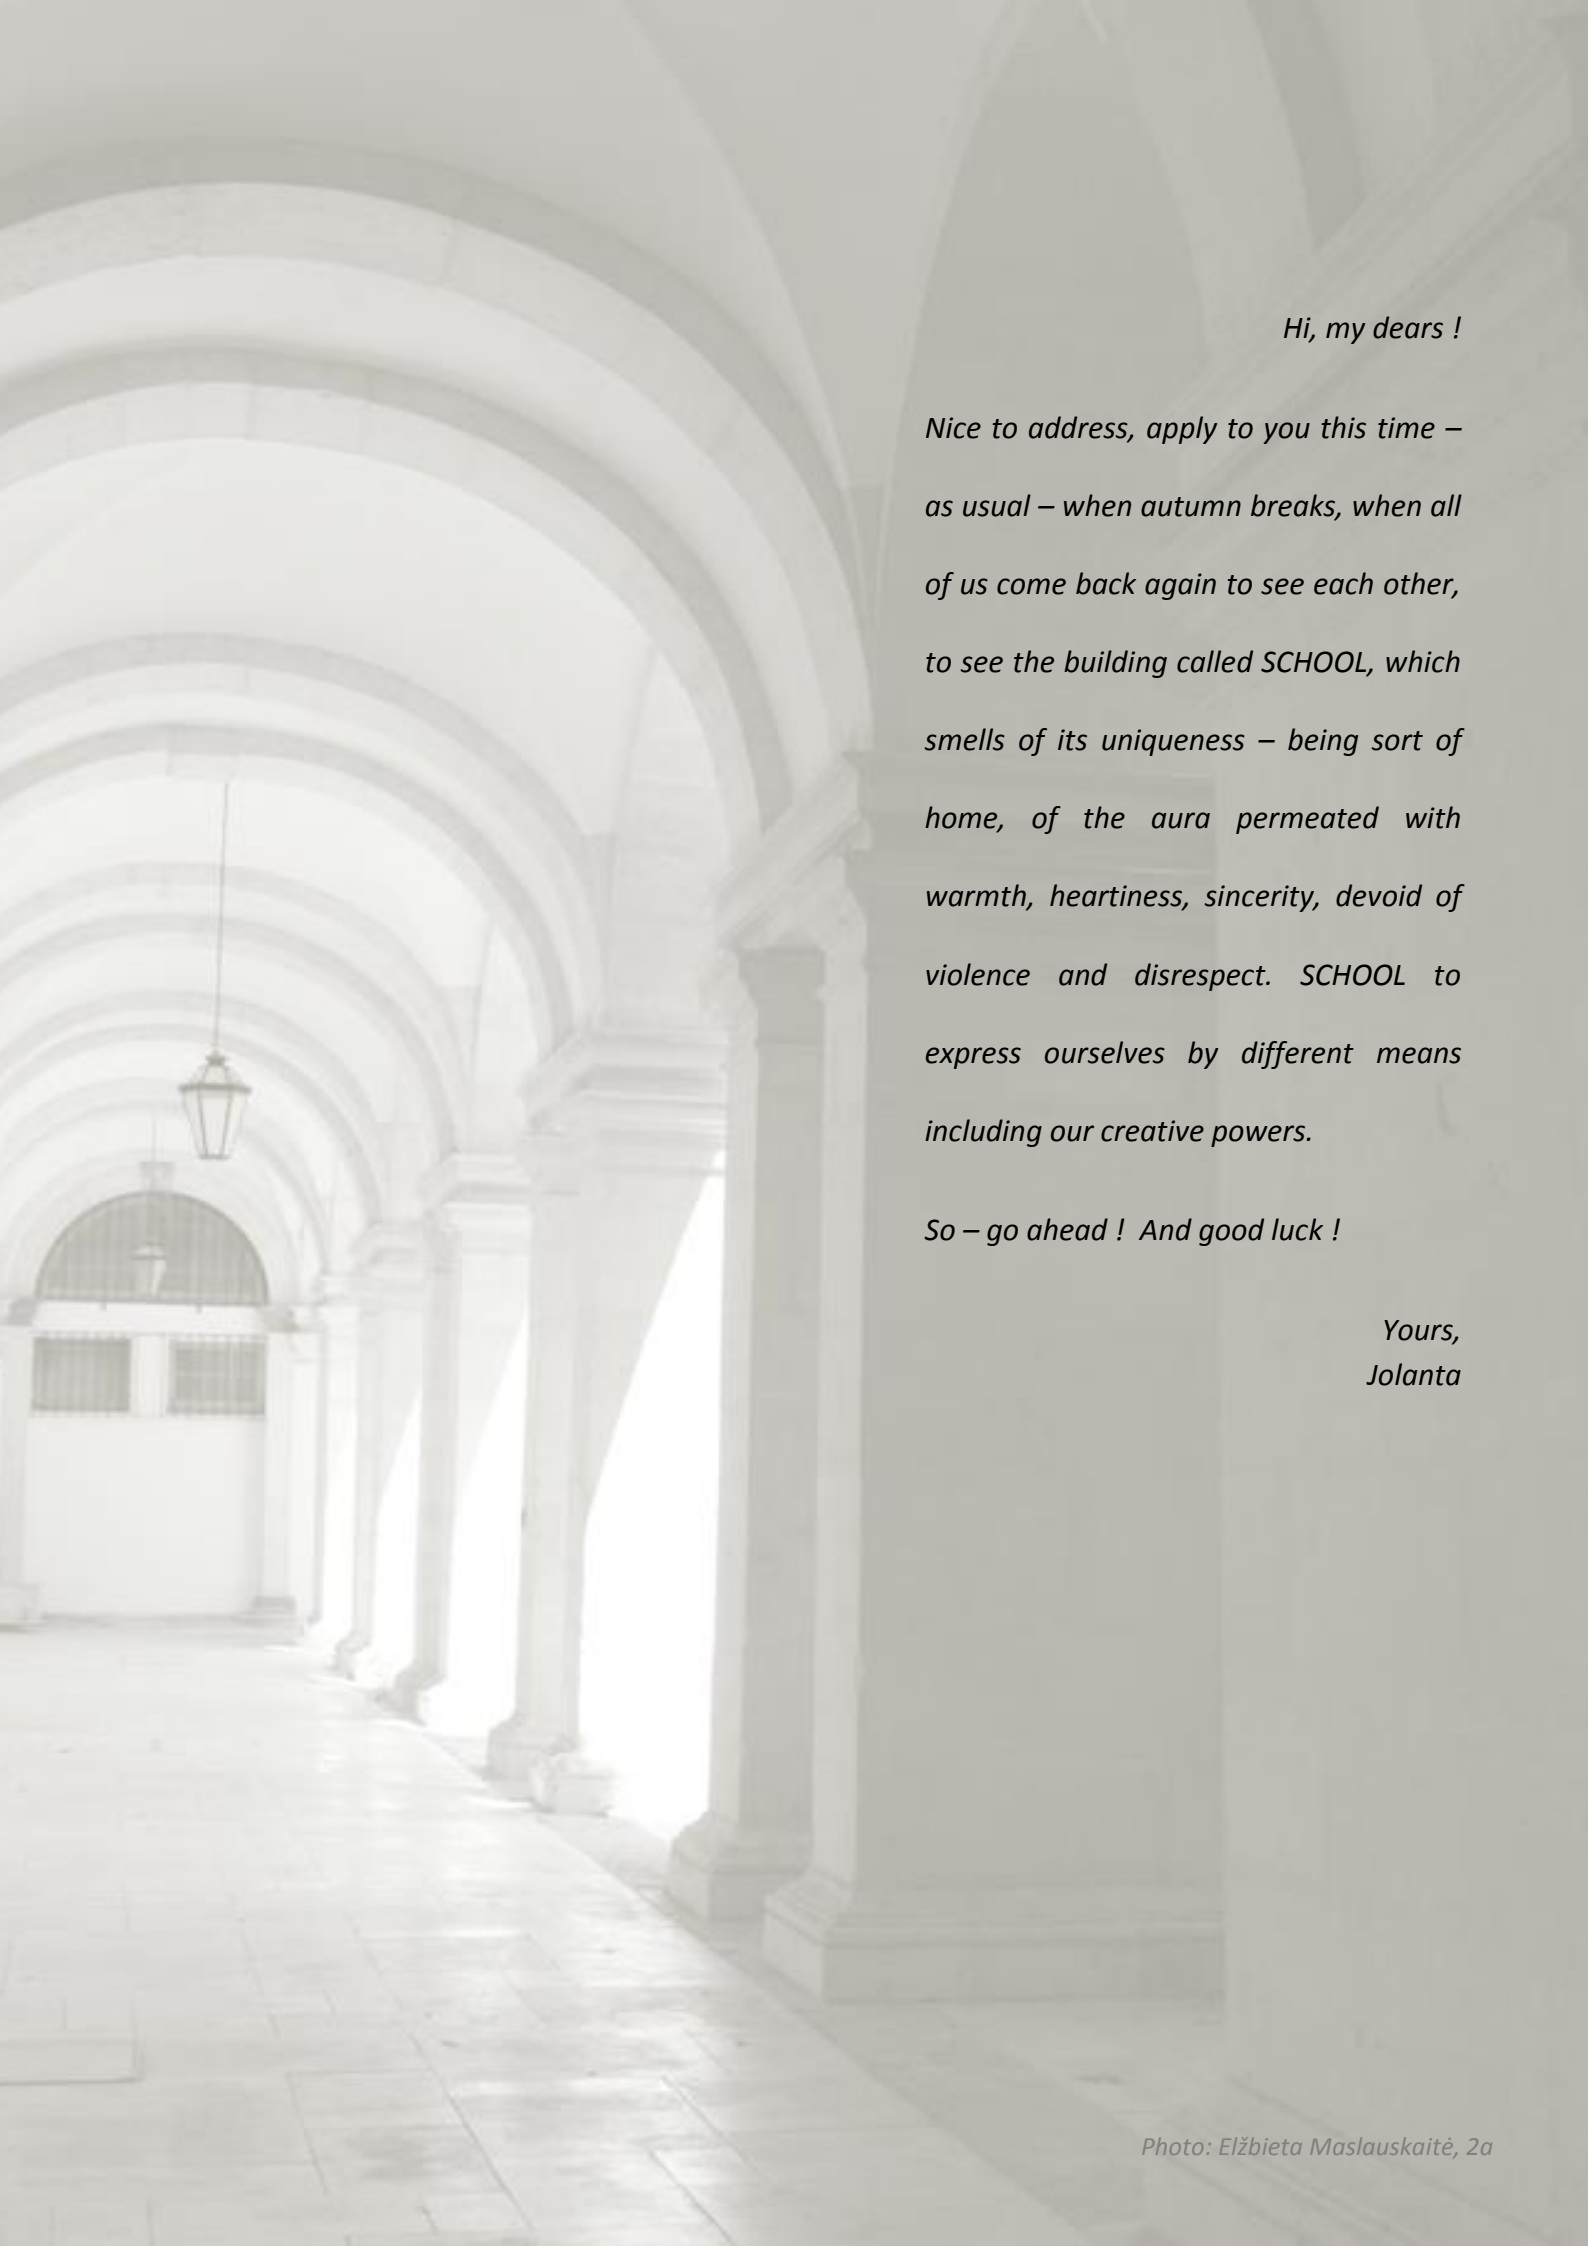 Hi, my dears !
Nice to address, apply to you this time –
as usual – when autumn breaks, when all
of us come back again to see each other,
to see the building called SCHOOL, which
smells of its uniqueness – being sort of
home, of the aura permeated with
warmth, heartiness, sincerity, devoid of
violence and disrespect. SCHOOL to
express ourselves by different means
including our creative powers.
So – go ahead !  And good luck !
Yours,
Jolanta
Photo: Elžbieta Maslauskaitė, 2a